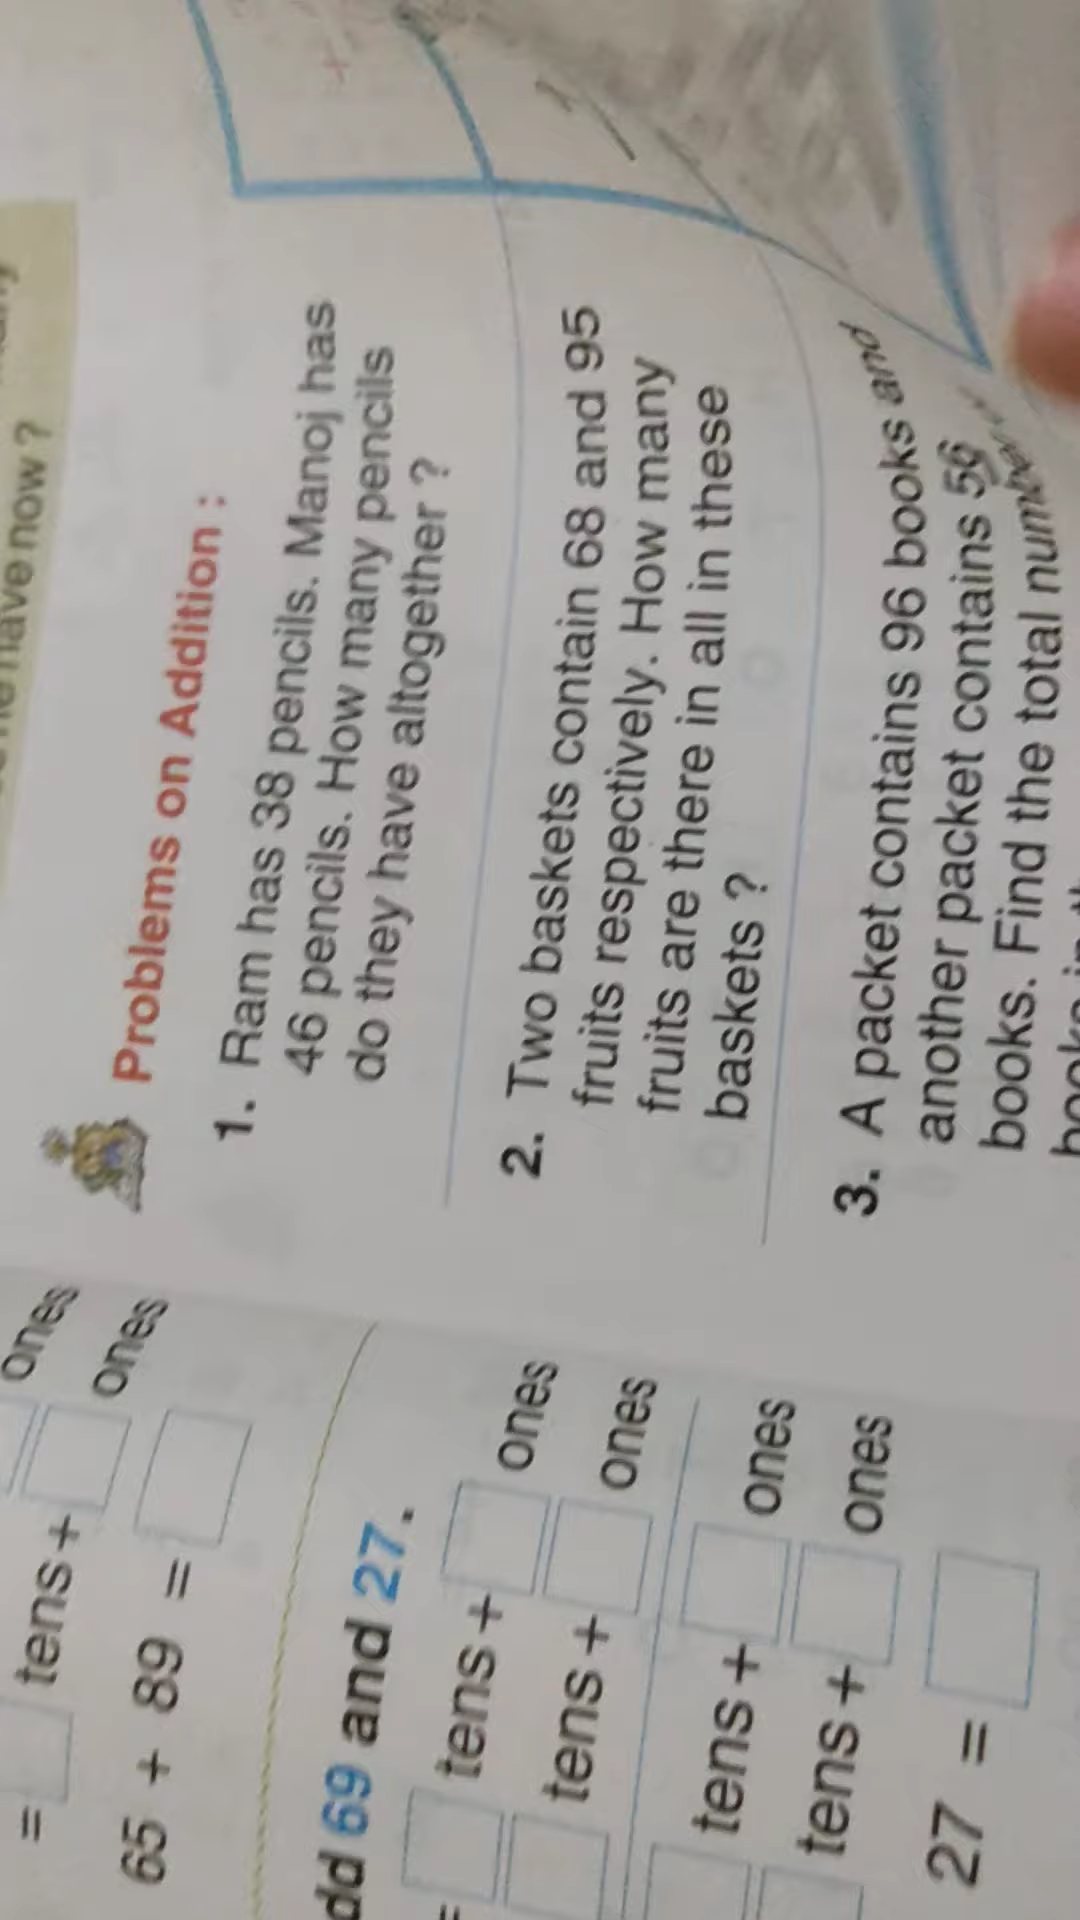 have now ?
Problems on Addition :
1. Ram has 38 pencils. Manoj has
46 pencils. How many pencils
do they have altogether ?
2. Two baskets contain 68 and 95
fruits respectively. How many
fruits are there in all in these
baskets ?
3. A packet contains 96 books and
another packet contains 56
books. Find the total number
ones
= tens + ones
65 + 89 =
69 and 27.
= tens + ones
tens + ones
tens + ones
tens + ones
27 =